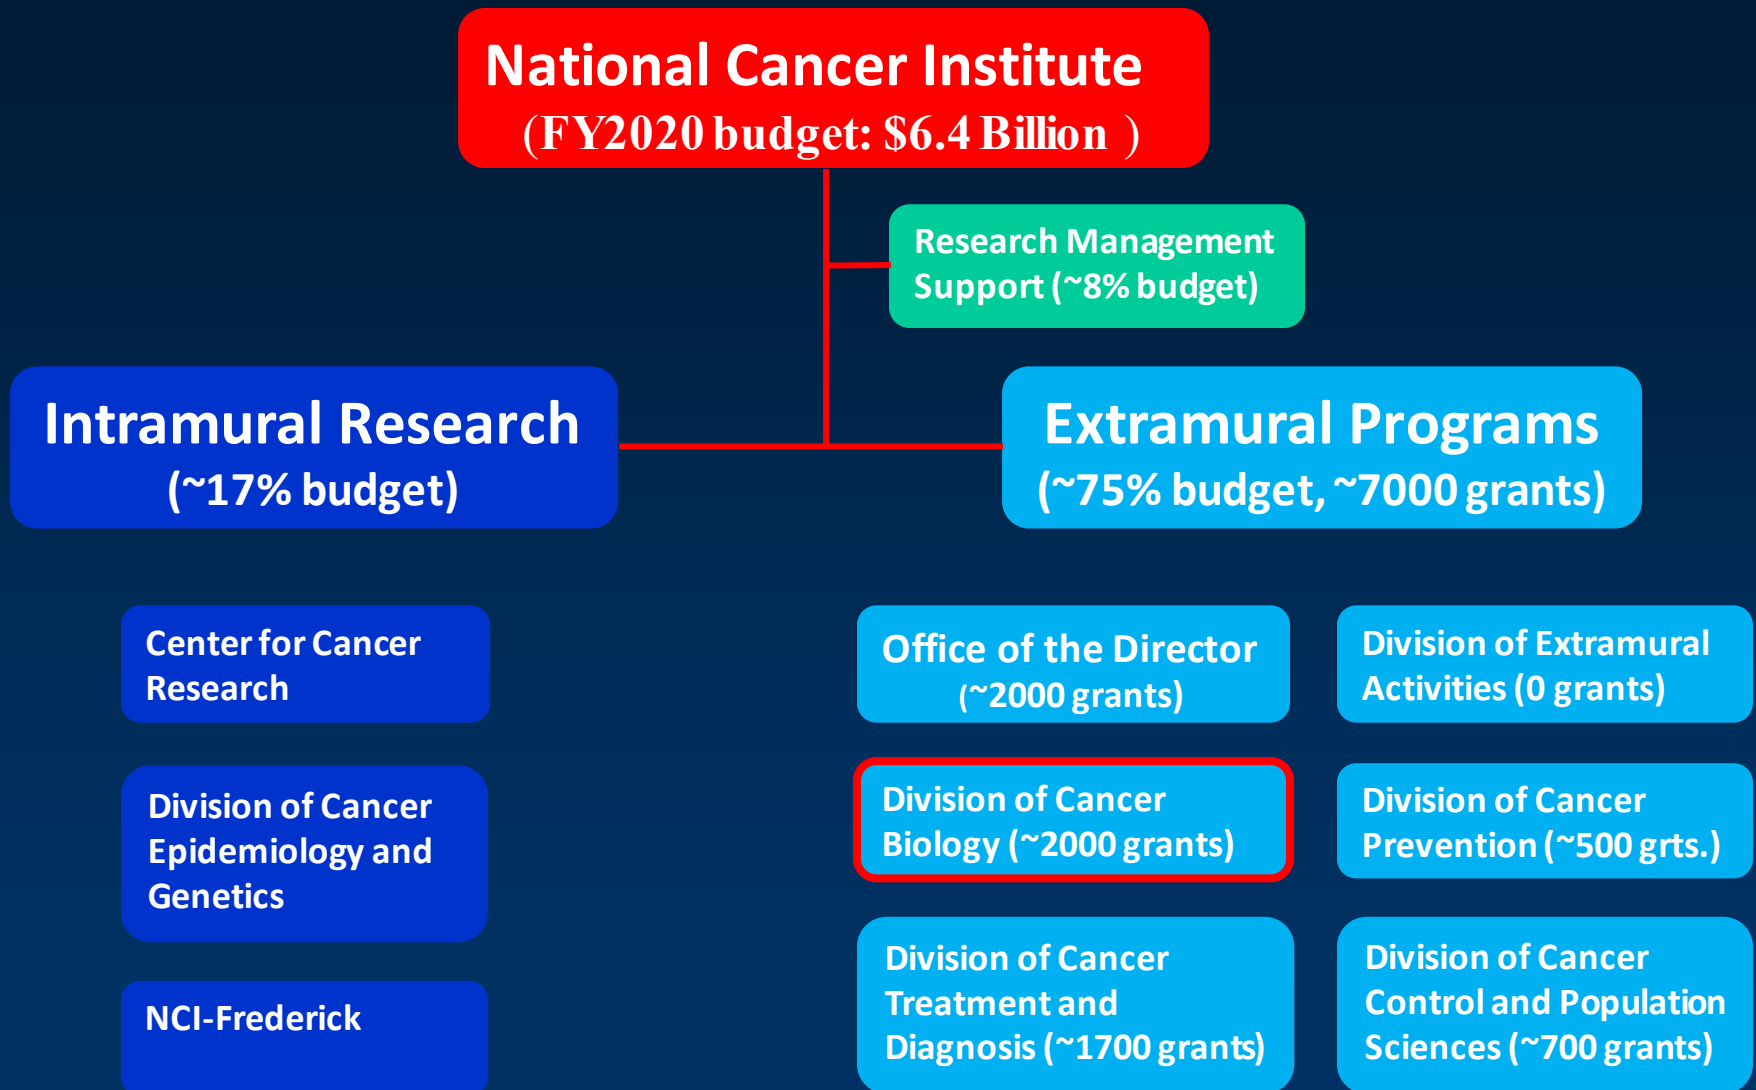 National Cancer Institute
(FY2020 budget: $6.4 Billion )
Research Management
Support (~8% budget)
Intramural Research
(~17% budget)
Extramural Programs
(~75% budget, ~7000 grants)
Center for Cancer
Research
Division of Cancer
Epidemiology and
Genetics
NCI-Frederick
Office of the Director
(~2000 grants)
Division of Extramural
Activities (0 grants)
Division of Cancer
Biology (~2000 grants)
Division of Cancer
Prevention (~500 grts.)
Division of Cancer
Treatment and
Diagnosis (~1700 grants)
Division of Cancer
Control and Population
Sciences (~700 grants)